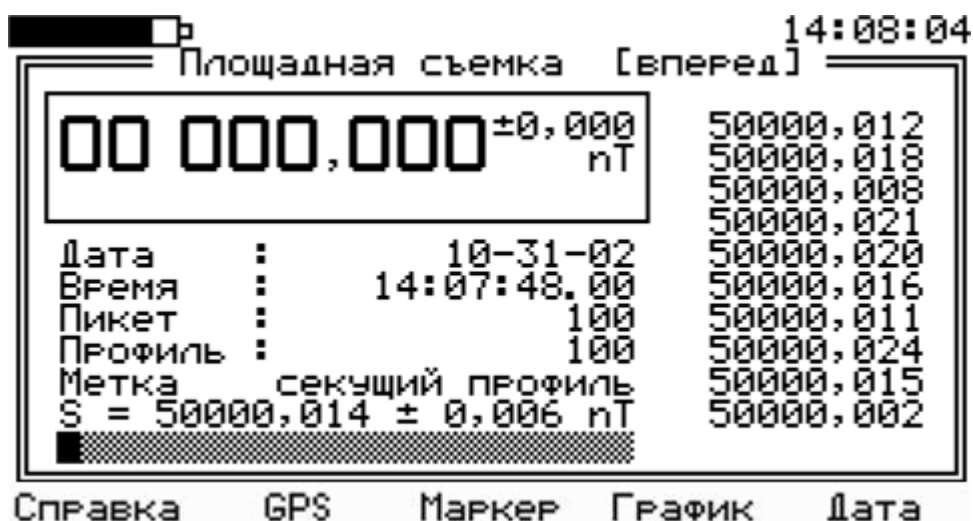 14:08:04
Площадная съемка [вперед]
00 000,000 ±0,000
nT
50000,012
50000,018
50000,008
50000,021
50000,020
50000,016
50000,011
50000,024
50000,015
50000,002
Дата : 10-31-02
Время : 14:07:48.00
Пикет : 100
Профиль : 100
Метка секущий профиль
S = 50000,014 ± 0,006 nT
Справка GPS Маркер График Дата